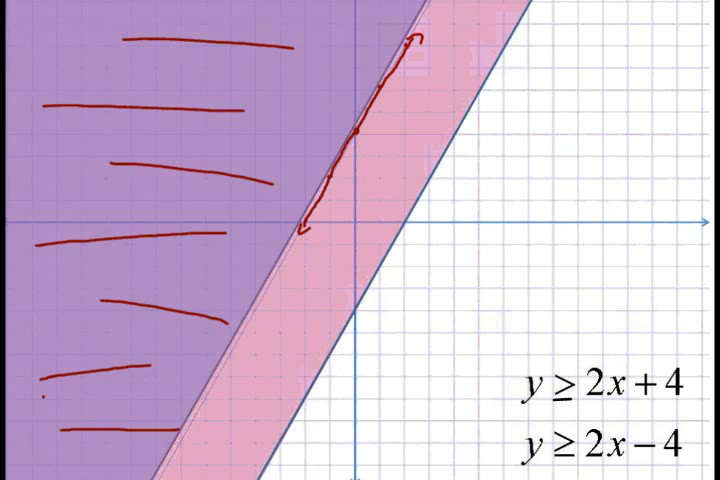 y ≥ 2x + 4
y ≥ 2x − 4